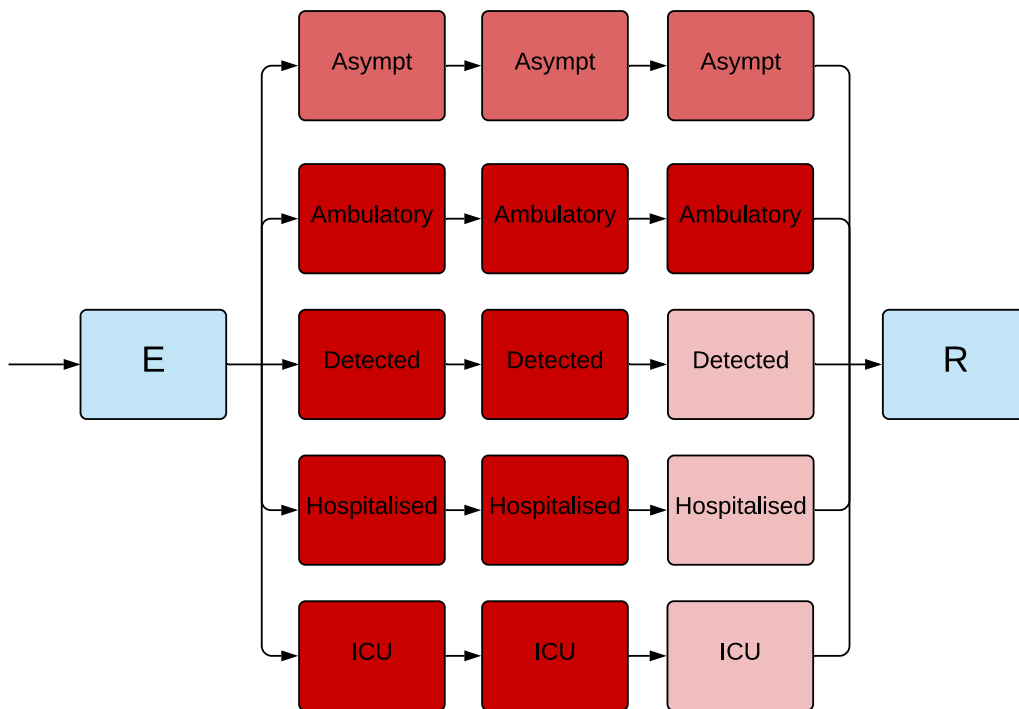 Asympt Asympt Asympt
Ambulatory Ambulatory Ambulatory
E Detected Detected Detected R
Hospitalised Hospitalised Hospitalised
ICU ICU ICU